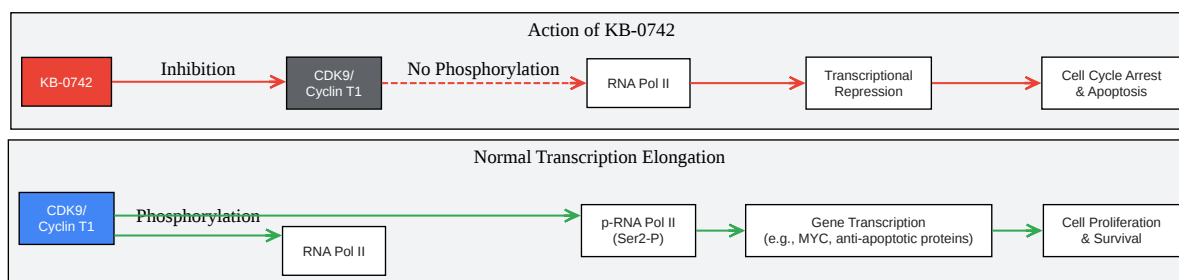 Action of KB-0742
KB-0742
Inhibition
CDK9/
Cyclin T1
No Phosphorylation
RNA Pol II
Transcriptional
Repression
Cell Cycle Arrest
& Apoptosis
Normal Transcription Elongation
CDK9/
Cyclin T1
Phosphorylation
RNA Pol II
p-RNA Pol II
(Ser2-P)
Gene Transcription
(e.g., MYC, anti-apoptotic proteins)
Cell Proliferation
& Survival